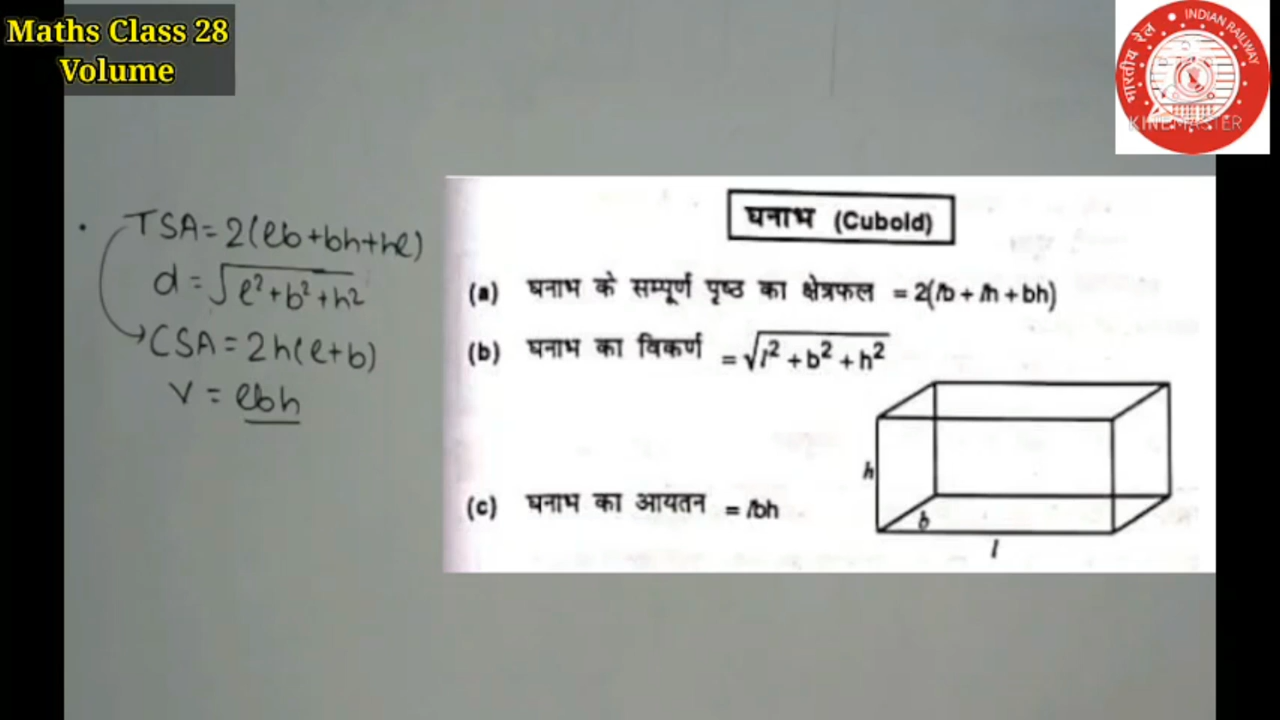 Maths Class 28
Volume
भारतीय रेल
INDIAN RAILWAY
KINEMASTER
TSA = 2(lb+bh+hl)
d = √l²+b²+h²
CSA = 2h(l+b)
V = lbh
घनाभ (Cubold)
(a) घनाभ के सम्पूर्ण पृष्ठ का क्षेत्रफल = 2(lb + lh + bh)
(b) घनाभ का विकर्ण = √l² + b² + h²
h
b
l
(c) घनाभ का आयतन = lbh